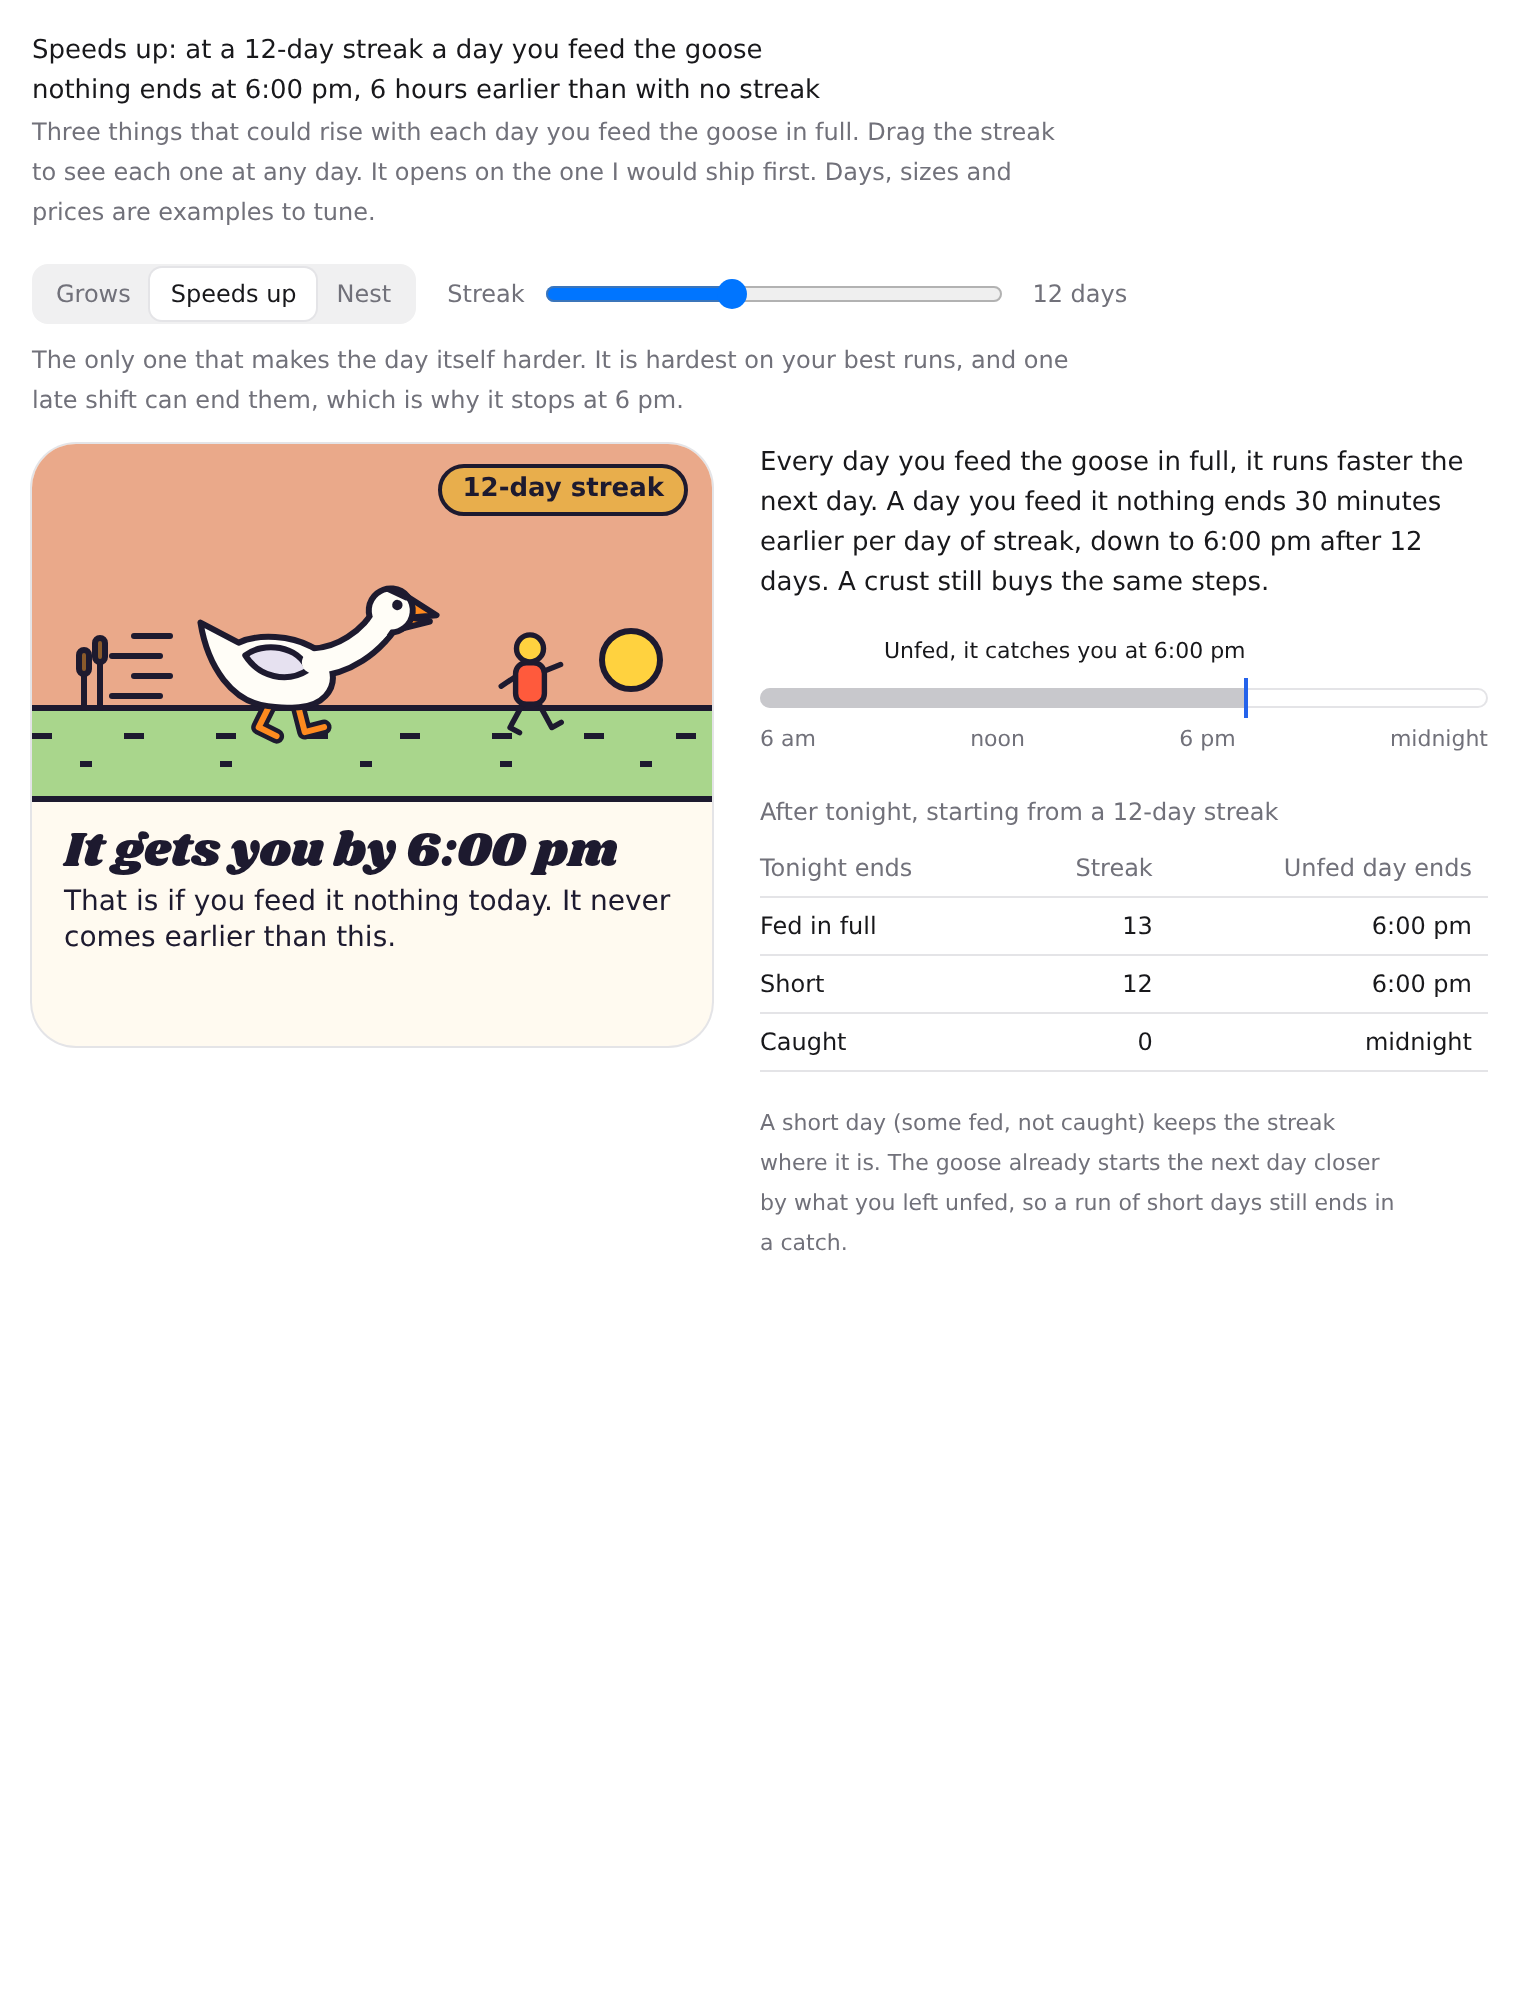 Speeds up: at a 12-day streak a day you feed the goose
nothing ends at 6:00 pm, 6 hours earlier than with no streak
Three things that could rise with each day you feed the goose in full. Drag the streak
to see each one at any day. It opens on the one I would ship first. Days, sizes and
prices are examples to tune.
Grows Speeds up Nest Streak 12 days
The only one that makes the day itself harder. It is hardest on your best runs, and one
late shift can end them, which is why it stops at 6 pm.
12-day streak
It gets you by 6:00 pm
That is if you feed it nothing today. It never
comes earlier than this.
Every day you feed the goose in full, it runs faster the
next day. A day you feed it nothing ends 30 minutes
earlier per day of streak, down to 6:00 pm after 12
days. A crust still buys the same steps.
Unfed, it catches you at 6:00 pm
6 am noon 6 pm midnight
After tonight, starting from a 12-day streak
Tonight ends Streak Unfed day ends
Fed in full 13 6:00 pm
Short 12 6:00 pm
Caught 0 midnight
A short day (some fed, not caught) keeps the streak
where it is. The goose already starts the next day closer
by what you left unfed, so a run of short days still ends in
a catch.